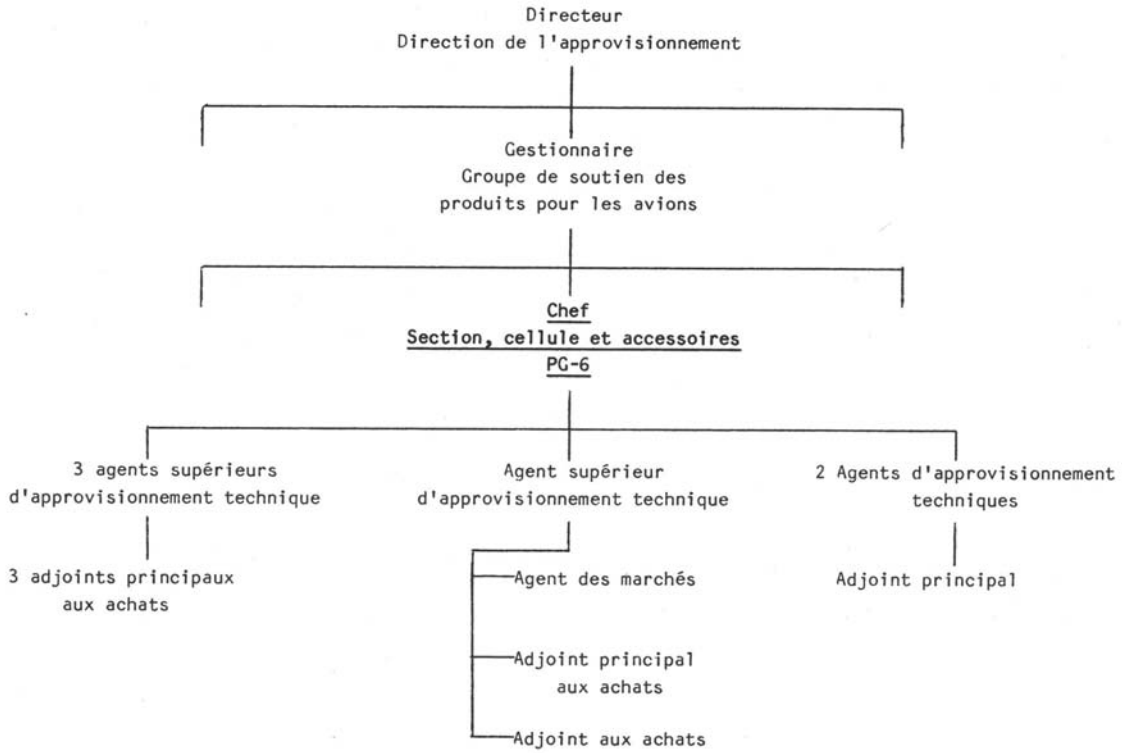 Directeur
Direction de l'approvisionnement
Gestionnaire
Groupe de soutien des
produits pour les avions
Chef
Section, cellule et accessoires
PG-6
3 agents supérieurs
d'approvisionnement technique
Agent supérieur
d'approvisionnement technique
2 Agents d'approvisionnement
techniques
3 adjoints principaux
aux achats
Agent des marchés
Adjoint principal
aux achats
Adjoint aux achats
Adjoint principal